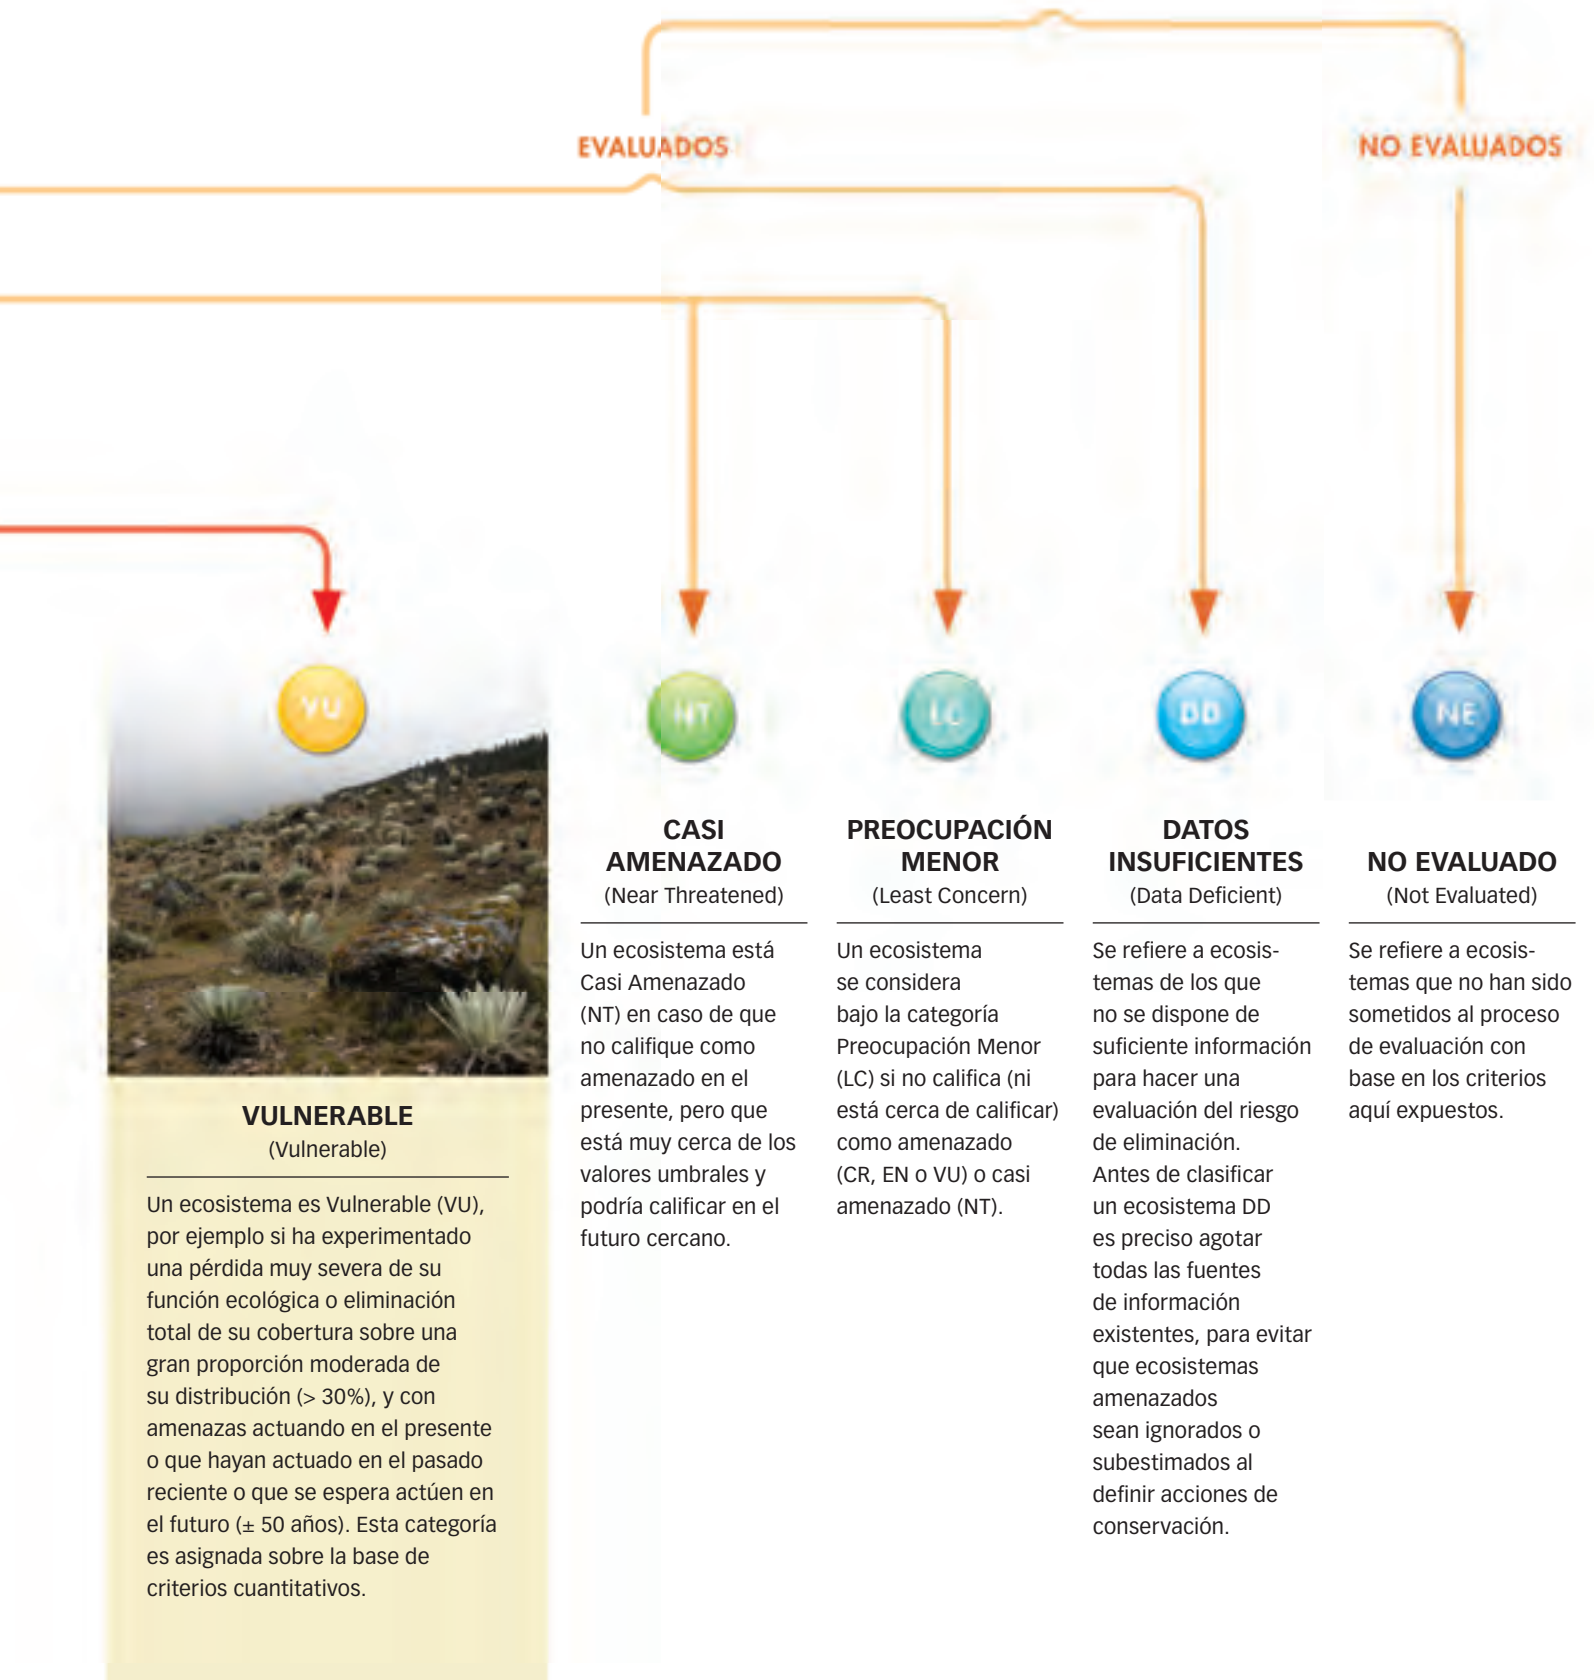 EVALUADOS
NO EVALUADOS
VU
NT
LC
DD
NE
VULNERABLE
(Vulnerable)
Un ecosistema es Vulnerable (VU),
por ejemplo si ha experimentado
una pérdida muy severa de su
función ecológica o eliminación
total de su cobertura sobre una
gran proporción moderada de
su distribución (> 30%), y con
amenazas actuando en el presente
o que hayan actuado en el pasado
reciente o que se espera actúen en
el futuro (± 50 años). Esta categoría
es asignada sobre la base de
criterios cuantitativos.
CASI
AMENAZADO
(Near Threatened)
Un ecosistema está
Casi Amenazado
(NT) en caso de que
no califique como
amenazado en el
presente, pero que
está muy cerca de los
valores umbrales y
podría calificar en el
futuro cercano.
PREOCUPACIÓN
MENOR
(Least Concern)
Un ecosistema
se considera
bajo la categoría
Preocupación Menor
(LC) si no califica (ni
está cerca de calificar)
como amenazado
(CR, EN o VU) o casi
amenazado (NT).
DATOS
INSUFICIENTES
(Data Deficient)
Se refiere a ecosis-
temas de los que
no se dispone de
suficiente información
para hacer una
evaluación del riesgo
de eliminación.
Antes de clasificar
un ecosistema DD
es preciso agotar
todas las fuentes
de información
existentes, para evitar
que ecosistemas
amenazados
sean ignorados o
subestimados al
definir acciones de
conservación.
NO EVALUADO
(Not Evaluated)
Se refiere a ecosis-
temas que no han sido
sometidos al proceso
de evaluación con
base en los criterios
aquí expuestos.